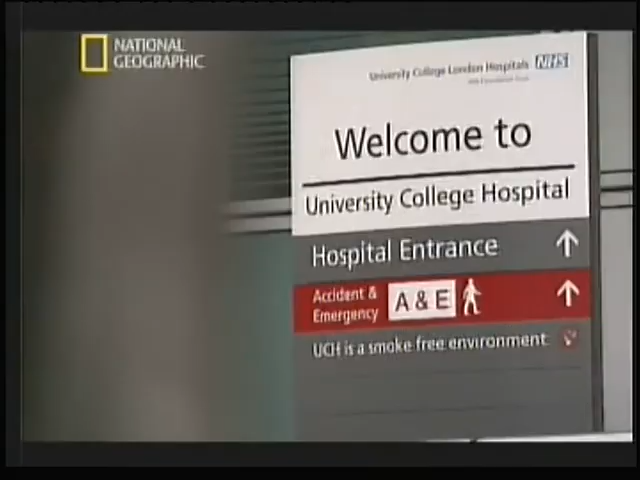 NATIONAL
GEOGRAPHIC
University College London Hospitals NHS
Welcome to
University College Hospital
Hospital Entrance
Accident &
Emergency
A & E
UCH is a smoke free environment